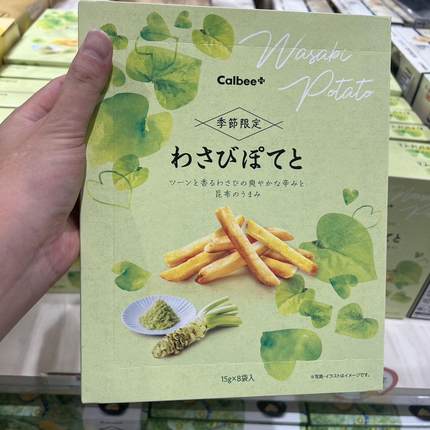 Wasabi
Potato
Calbee
季節限定
わさびぽてと
ツーンと香るわさびの爽やかな辛みと
昆布のうまみ
15g×8袋入
※写真・イラストはイメージです。